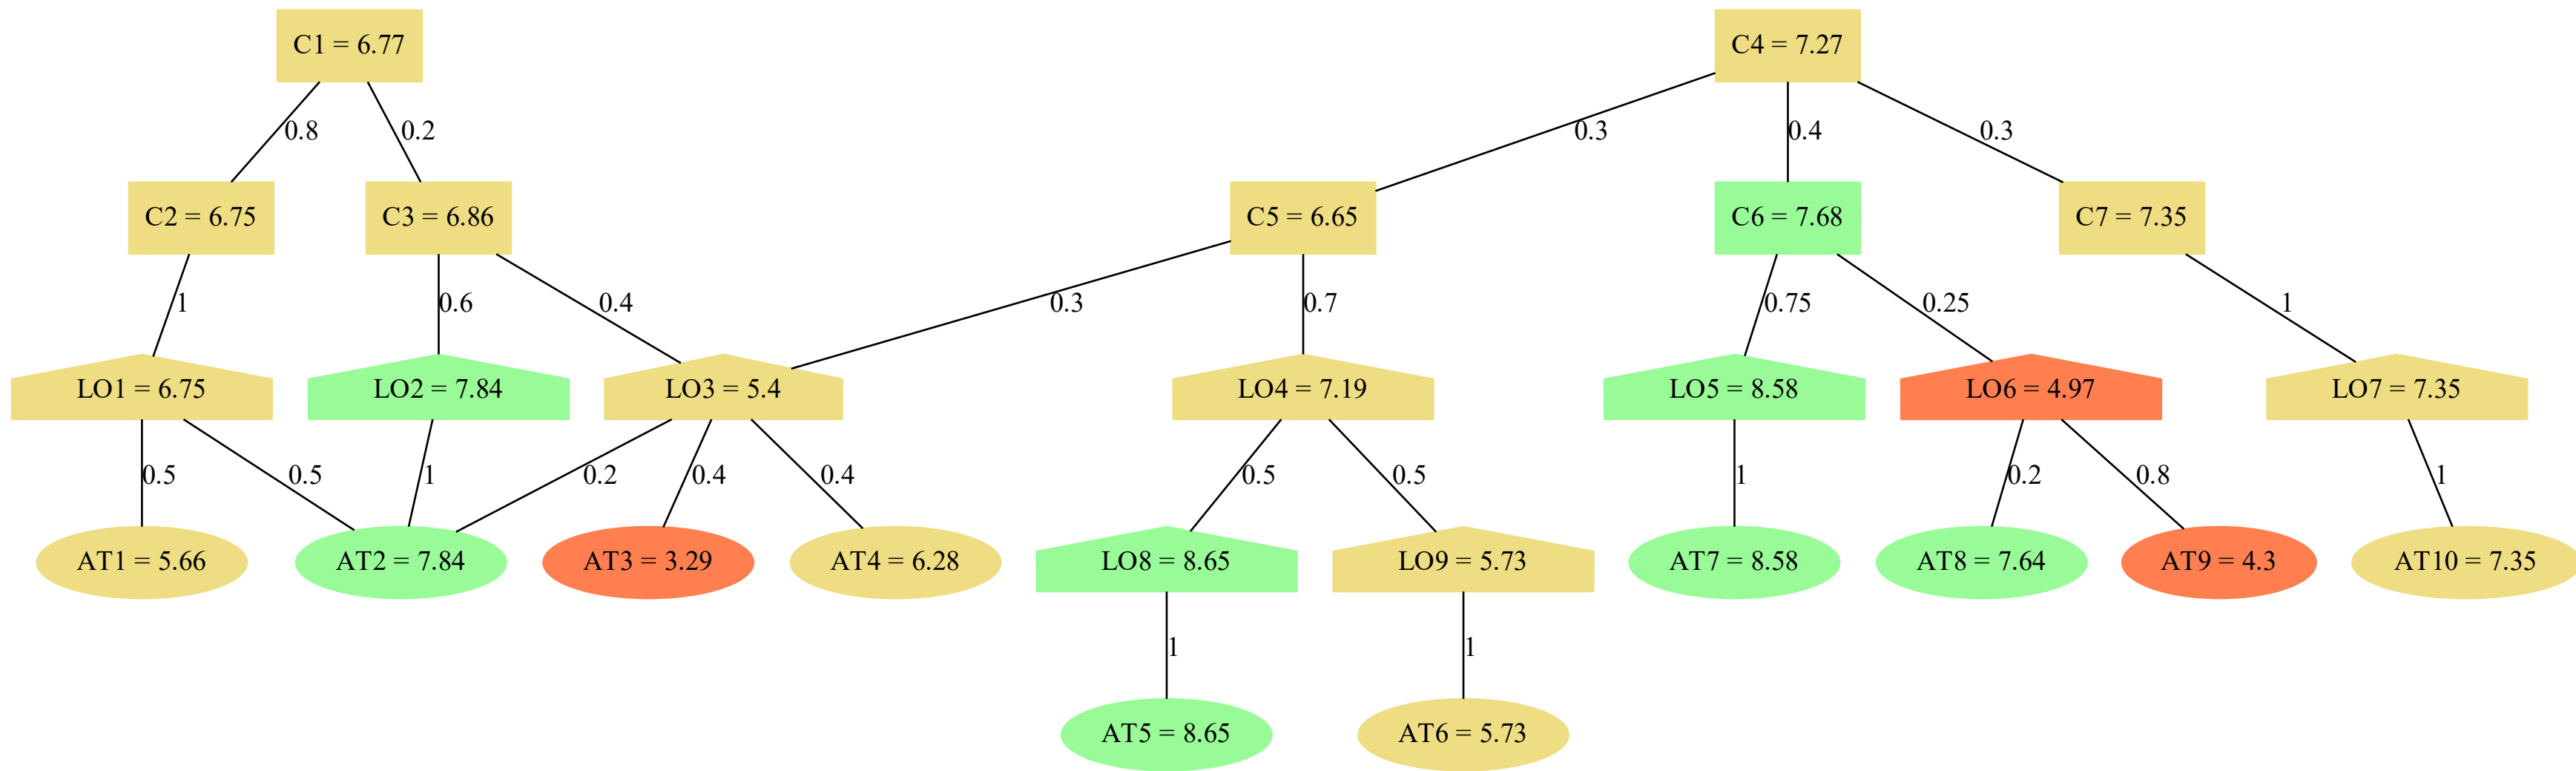 C1 = 6.77
C4 = 7.27
0.8
0.2
0.3
0.4
0.3
C2 = 6.75
C3 = 6.86
C5 = 6.65
C6 = 7.68
C7 = 7.35
1
0.6
0.4
0.3
0.7
0.75
0.25
1
LO1 = 6.75
LO2 = 7.84
LO3 = 5.4
LO4 = 7.19
LO5 = 8.58
LO6 = 4.97
LO7 = 7.35
0.5
0.5
1
0.2
0.4
0.4
0.5
0.5
1
0.2
0.8
1
AT1 = 5.66
AT2 = 7.84
AT3 = 3.29
AT4 = 6.28
LO8 = 8.65
LO9 = 5.73
AT7 = 8.58
AT8 = 7.64
AT9 = 4.3
AT10 = 7.35
1
1
AT5 = 8.65
AT6 = 5.73